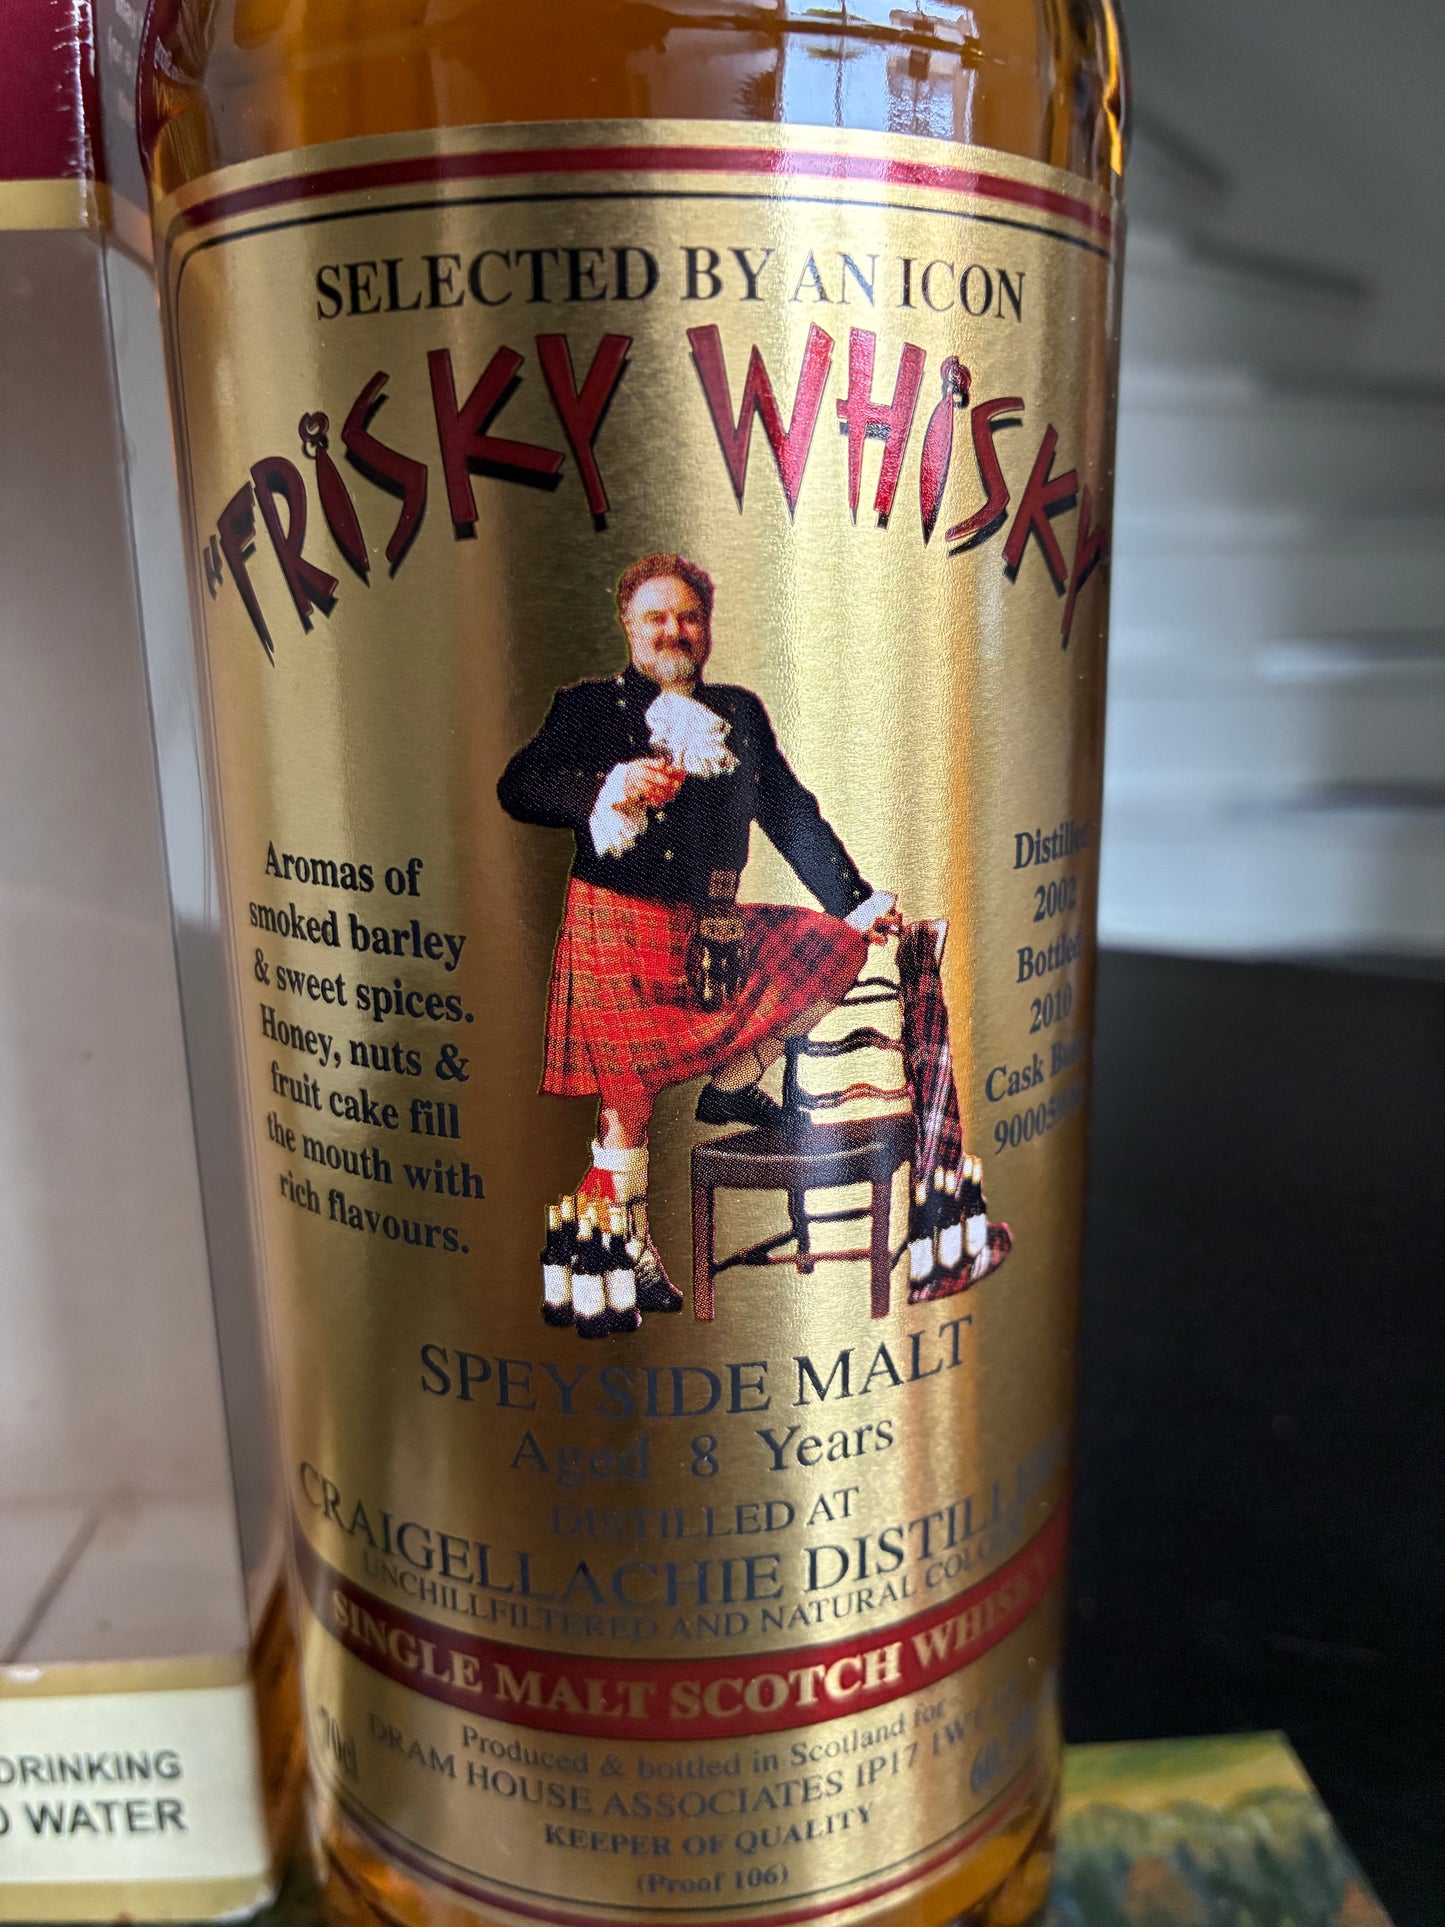 SELECTED BY AN ICON
"FRiSKY WHiSKY"
Aromas of
smoked barley
& sweet spices.
Honey, nuts &
fruit cake fill
the mouth with
rich flavours.
2002
2010
Cask
SPEYSIDE MALT
Aged 8 Years
DISTILLED AT
CRAIGELLACHIE
UNCHILLFILTERED AND NATURAL
SINGLE MALT SCOTCH WHISKY
70cl
Produced & bottled in Scotland for
DRAM HOUSE ASSOCIATES IP17 1WT
KEEPER OF QUALITY
(Proof 106)
DRINKING
WATER